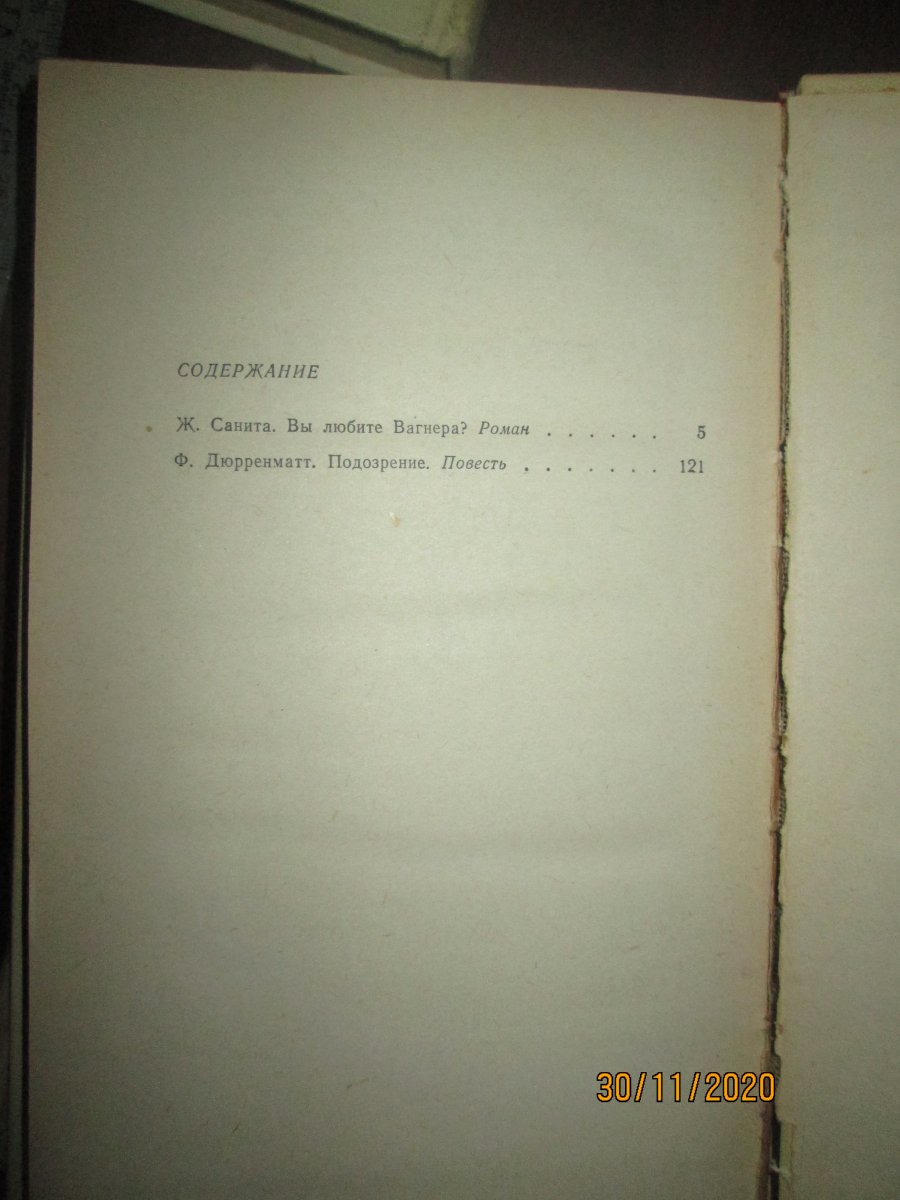 СОДЕРЖАНИЕ
Ж. Санита. Вы любите Вагнера? Роман . . . . . . 5
Ф. Дюрренматт. Подозрение. Повесть . . . . . . . 121
30/11/2020